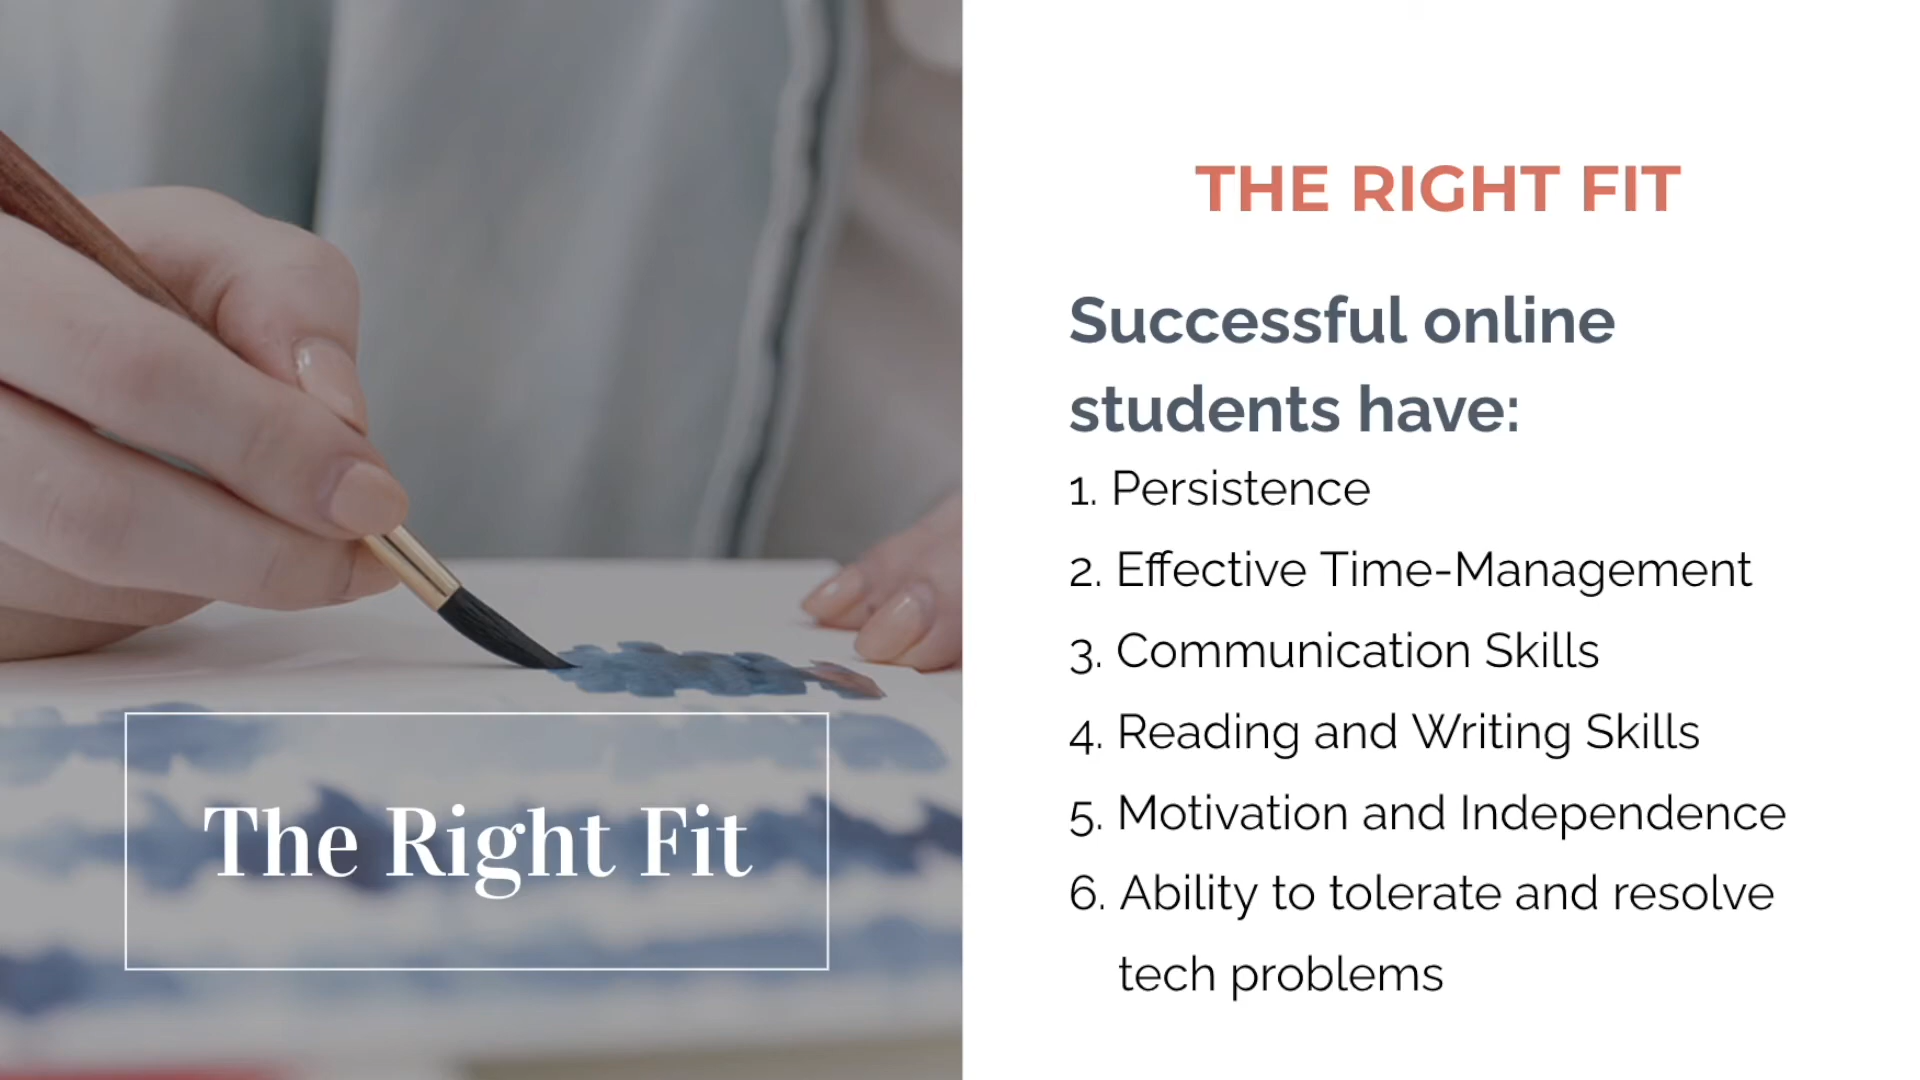 The Right Fit
THE RIGHT FIT
Successful online
students have:
1. Persistence
2. Effective Time-Management
3. Communication Skills
4. Reading and Writing Skills
5. Motivation and Independence
6. Ability to tolerate and resolve
tech problems